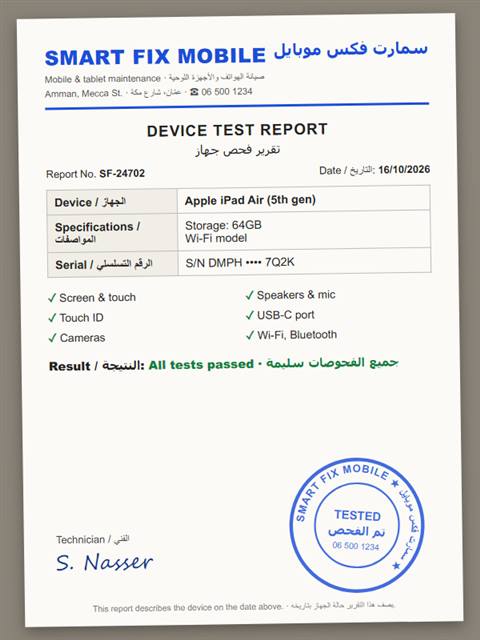 SMART FIX MOBILE سمارت فكس موبايل
Mobile & tablet maintenance · صيانة الهواتف والأجهزة اللوحية
Amman, Mecca St. · عمّان، شارع مكة · ☎ 06 500 1234
DEVICE TEST REPORT
تقرير فحص جهاز
Report No. SF-24702
Date / التاريخ: 16/10/2026
Device / الجهاز
Apple iPad Air (5th gen)
Specifications / المواصفات
Storage: 64GB
Wi-Fi model
Serial / الرقم التسلسلي
S/N DMPH •••• 7Q2K
✓ Screen & touch
✓ Speakers & mic
✓ Touch ID
✓ USB-C port
✓ Cameras
✓ Wi-Fi, Bluetooth
Result / النتيجة: All tests passed · جميع الفحوصات سليمة
SMART FIX MOBILE ★ سمارت فكس موبايل ★
TESTED
تم الفحص
06 500 1234
Technician / الفني
S. Nasser
This report describes the device on the date above. · يصف هذا التقرير حالة الجهاز بتاريخه.